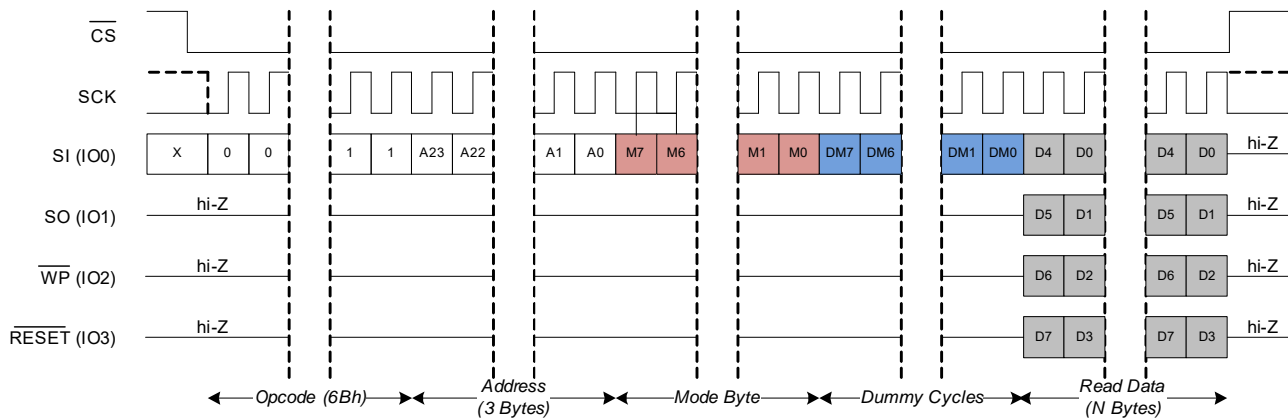 CS
SCK
SI (IO0) X 0 0 1 1 A23 A22 A1 A0 M7 M6 M1 M0 DM7 DM6 DM1 DM0 D4 D0 D4 D0 hi-Z
SO (IO1) hi-Z D5 D1 D5 D1 hi-Z
WP (IO2) hi-Z D6 D2 D6 D2 hi-Z
RESET (IO3) hi-Z D7 D3 D7 D3 hi-Z
Opcode (6Bh) Address (3 Bytes) Mode Byte Dummy Cycles Read Data (N Bytes)